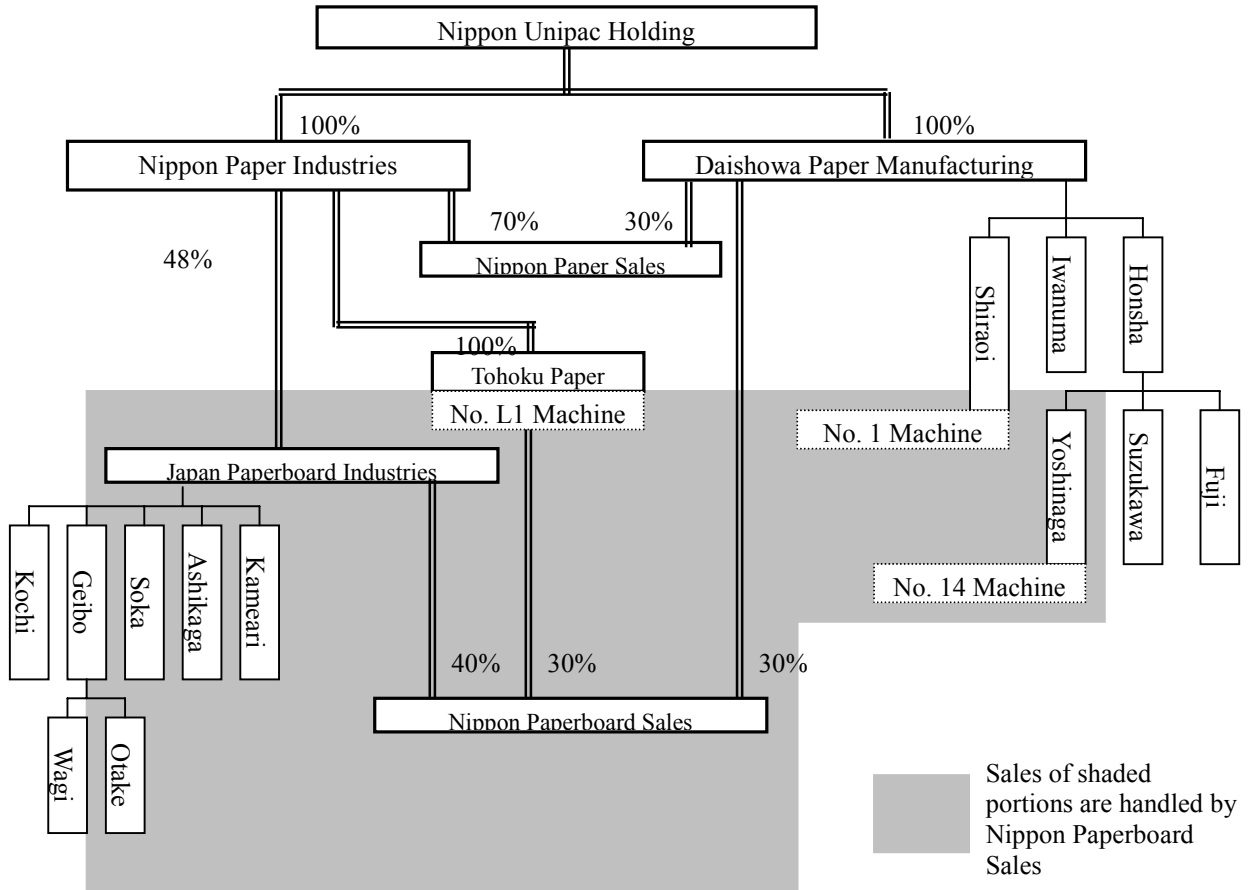 Nippon Unipac Holding
100%
100%
Nippon Paper Industries
Daishowa Paper Manufacturing
70%
30%
48%
Nippon Paper Sales
Shiraoi
Iwanuma
Honsha
100%
Tohoku Paper
No. L1 Machine
No. 1 Machine
Yoshinaga
Suzukawa
Fuji
Japan Paperboard Industries
Kochi
Geibo
Soka
Ashikaga
Kameari
No. 14 Machine
40%
30%
30%
Nippon Paperboard Sales
Wagi
Otake
Sales of shaded
portions are handled by
Nippon Paperboard
Sales